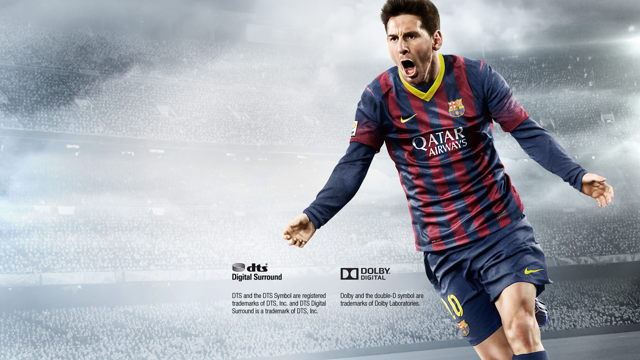 QATAR
AIRWAYS
10
dts
Digital Surround
DOLBY
DIGITAL
DTS and the DTS Symbol are registered
trademarks of DTS, Inc. and DTS Digital
Surround is a trademark of DTS, Inc.
Dolby and the double-D symbol are
trademarks of Dolby Laboratories.